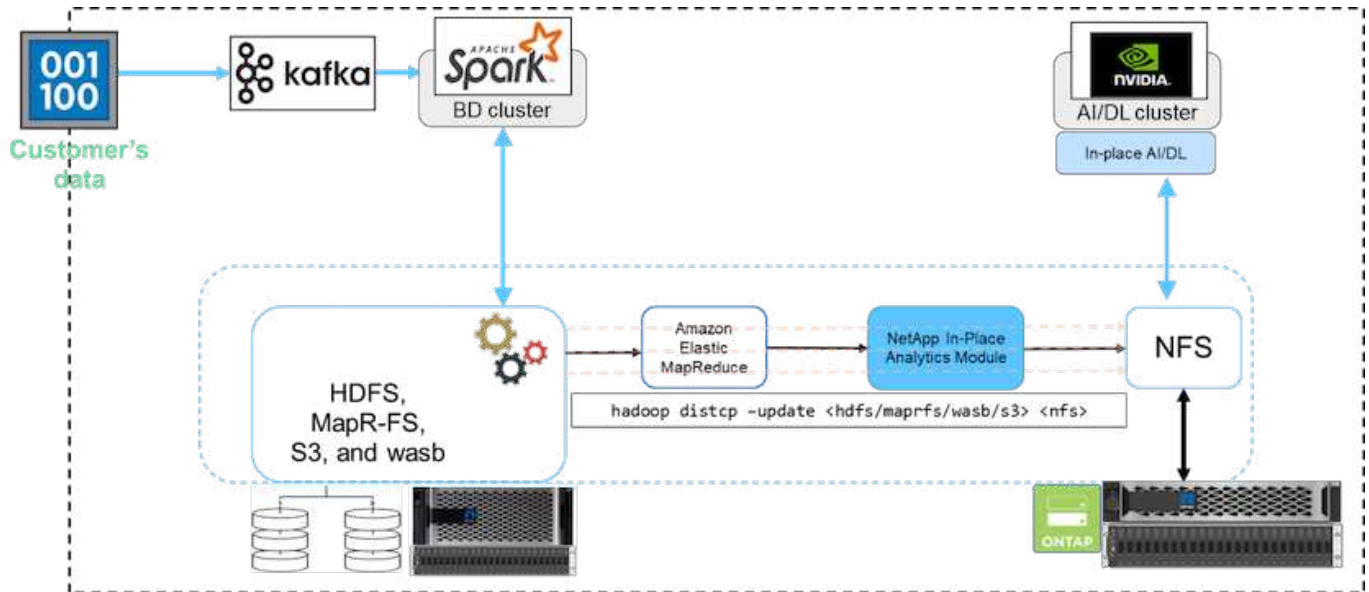 001
100
Customer's
data
kafka
APACHE
Spark™
BD cluster
NVIDIA.
AI/DL cluster
In-place AI/DL
HDFS,
MapR-FS,
S3, and wasb
Amazon
Elastic
MapReduce
NetApp In-Place
Analytics Module
NFS
hadoop distcp –update <hdfs/maprfs/wasb/s3> <nfs>
ONTAP